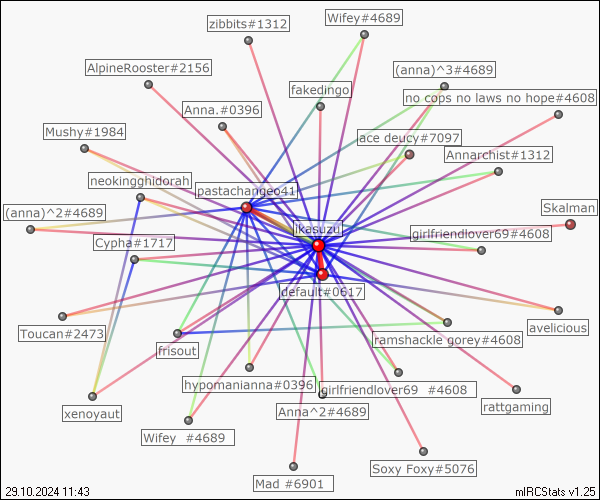 zibbits#1312
Wifey#4689
AlpineRooster#2156
(anna)^3#4689
fakedingo
no cops no laws no hope#4608
Anna.#0396
Mushy#1984
ace deucy#7097
Annarchist#1312
neokingghidorah
pastachangeo41
Skalman
(anna)^2#4689
ikasuzu
girlfriendlover69#4608
Cypha#1717
default#0617
Toucan#2473
avelicious
ramshackle gorey#4608
frisout
hypomanianna#0396
girlfriendlover69 #4608
xenoyaut
Anna^2#4689
rattgaming
Wifey #4689
Soxy Foxy#5076
Mad #6901
29.10.2024 11:43
mIRCStats v1.25